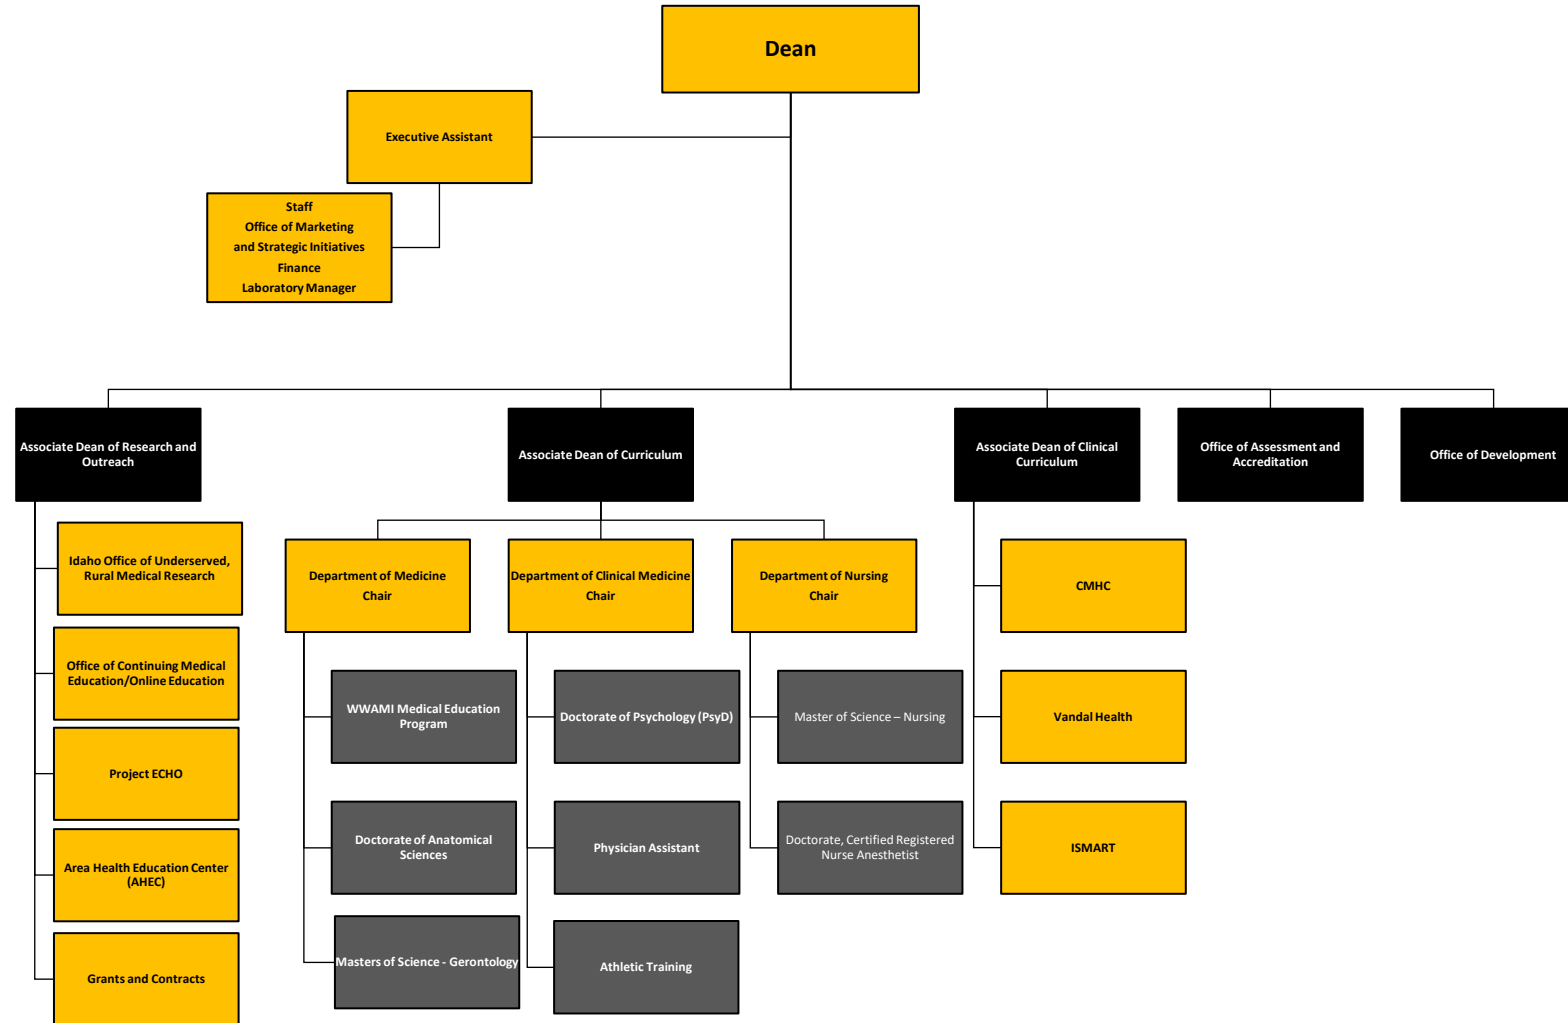 Dean
Executive Assistant
Staff
Office of Marketing
and Strategic Initiatives
Finance
Laboratory Manager
Associate Dean of Research and
Outreach
Associate Dean of Curriculum
Associate Dean of Clinical
Curriculum
Office of Assessment and
Accreditation
Office of Development
Idaho Office of Underserved,
Rural Medical Research
Office of Continuing Medical
Education/Online Education
Project ECHO
Area Health Education Center
(AHEC)
Grants and Contracts
Department of Medicine
Chair
WWAMI Medical Education
Program
Doctorate of Anatomical
Sciences
Masters of Science - Gerontology
Department of Clinical Medicine
Chair
Doctorate of Psychology (PsyD)
Physician Assistant
Athletic Training
Department of Nursing
Chair
Master of Science – Nursing
Doctorate, Certified Registered
Nurse Anesthetist
CMHC
Vandal Health
ISMART